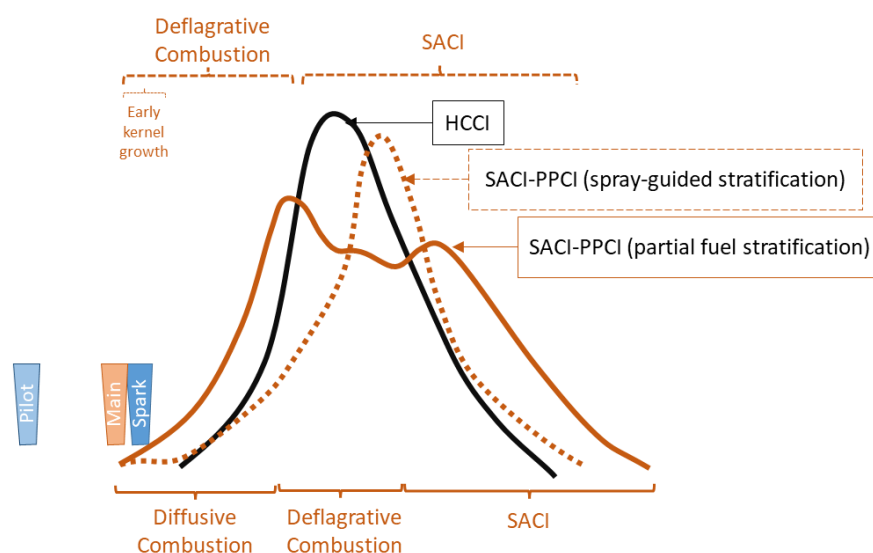 Deflagrative
Combustion
SACI
Early
kernel
growth
HCCI
SACI-PPCI (spray-guided stratification)
SACI-PPCI (partial fuel stratification)
Pilot
Main
Spark
Diffusive
Combustion
Deflagrative
Combustion
SACI